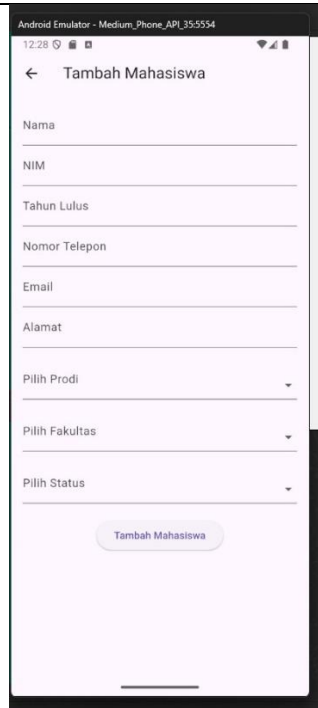 Android Emulator - Medium_Phone_API_35:5554
12:28
Tambah Mahasiswa
Nama
NIM
Tahun Lulus
Nomor Telepon
Email
Alamat
Pilih Prodi
Pilih Fakultas
Pilih Status
Tambah Mahasiswa